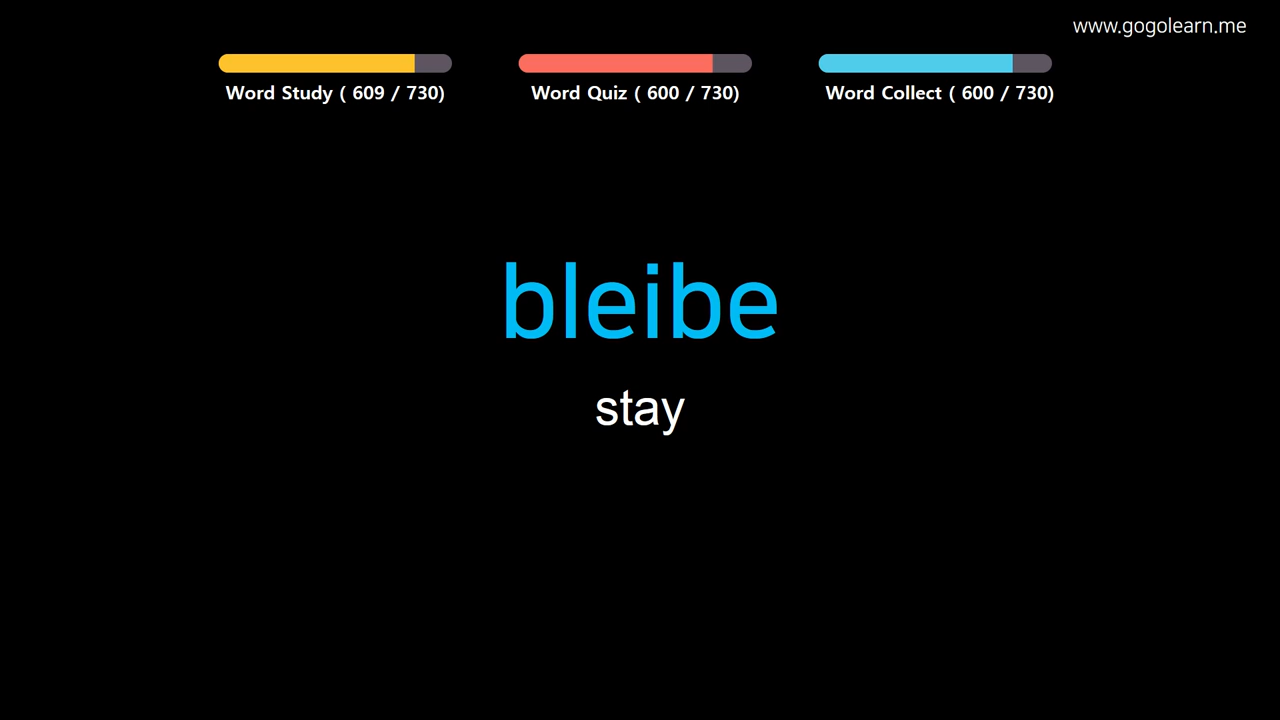 www.gogolearn.me
Word Study ( 609 / 730)
Word Quiz ( 600 / 730)
Word Collect ( 600 / 730)
bleibe
stay